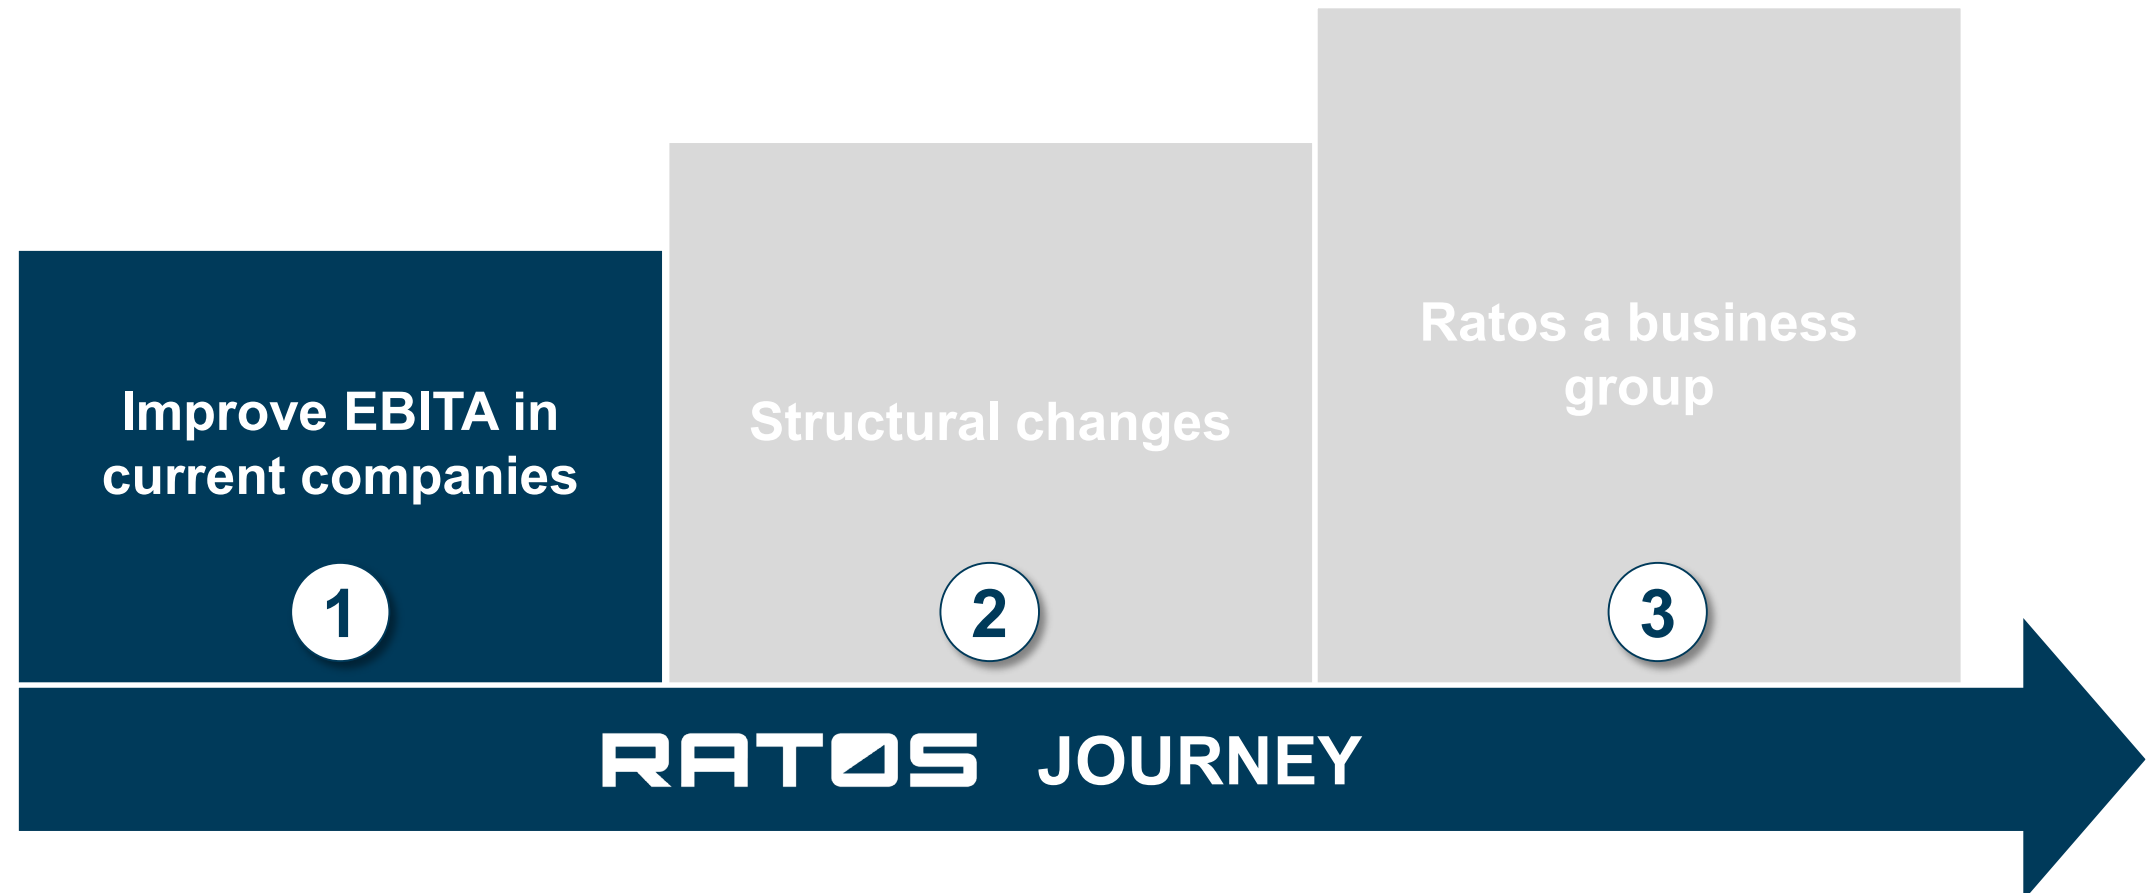 Improve EBITA in
current companies
1
Structural changes
2
Ratos a business
group
3
RATOS JOURNEY